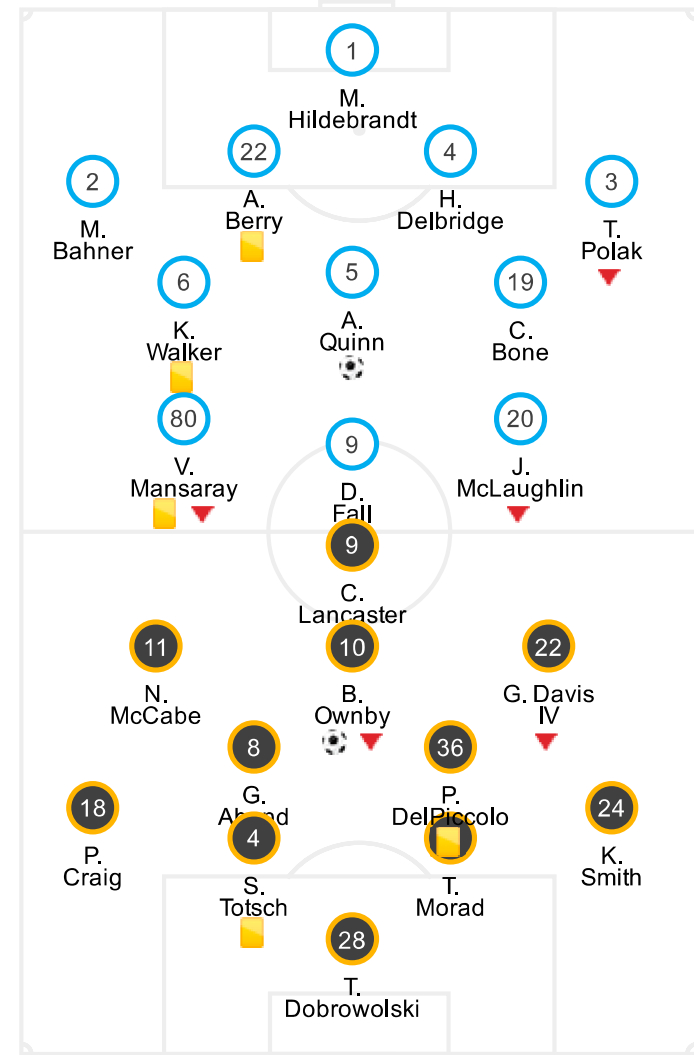 1
M.
Hildebrandt
22
4
A.
Berry
H.
Delbridge
2
3
M.
Bahner
T.
Polak
5
6
19
A.
Quinn
K.
Walker
C.
Bone
80
20
9
V.
Mansaray
J.
McLaughlin
D.
Fall
9
C.
Lancaster
11
10
22
N.
McCabe
B.
Ownby
G. Davis
IV
8
36
G.
P.
DelPiccolo
18
24
4
P.
Craig
K.
Smith
S.
Totsch
T.
Morad
28
T.
Dobrowolski